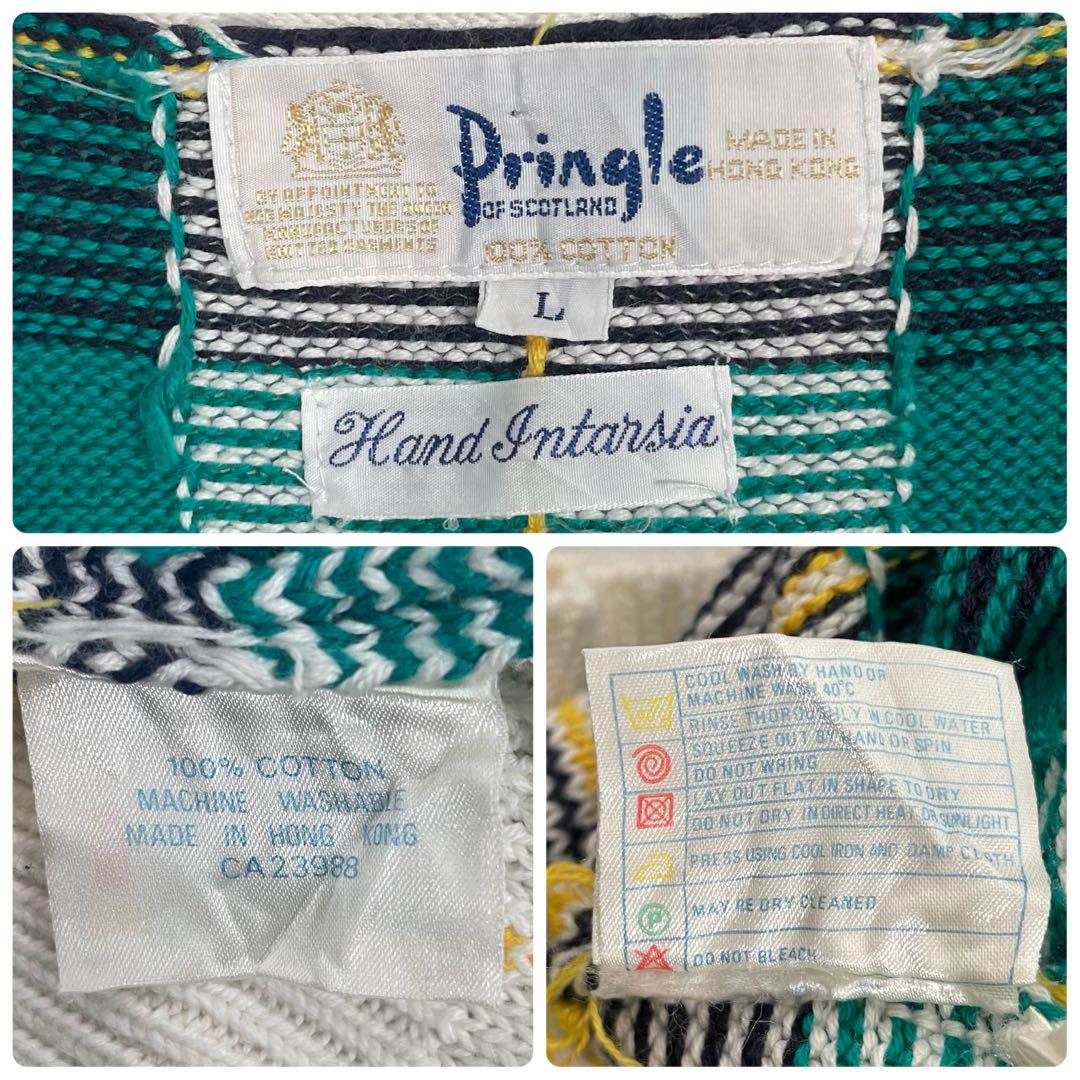 BY APPOINTMENT TO
HER MAJESTY THE QUEEN
MANUFACTURERS OF
KNITTED GARMENTS
Pringle
OF SCOTLAND
100% COTTON
MADE IN
HONG KONG
L
Hand Intarsia
100% COTTON
MACHINE WASHABLE
MADE IN HONG KONG
CA23988
COOL WASH BY HAND OR
MACHINE WASH 40°C
RINSE THOROUGHLY IN COOL WATER
SQUEEZE OUT BY HAND OR SPIN
DO NOT WRING
LAY OUT FLAT IN SHAPE TO DRY
DO NOT DRY IN DIRECT HEAT OR SUNLIGHT
PRESS USING COOL IRON AND DAMP CLOTH
P
MAY BE DRY CLEANED
DO NOT BLEACH